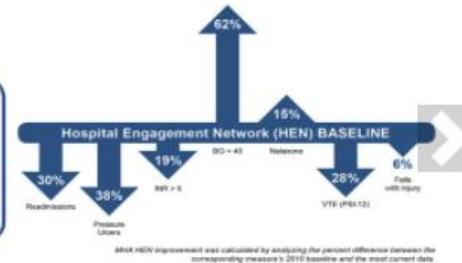 62%
15%
Hospital Engagement Network (HEN) BASELINE
BG < 40
Naloxone
19%
6%
30%
INR > 5
28%
Falls
with Injury
38%
Readmissions
VTE (PSI-12)
Pressure
Ulcers
MHA HEN improvement was calculated by analyzing the percent difference between the
corresponding measure's 2010 baseline and the most current data.